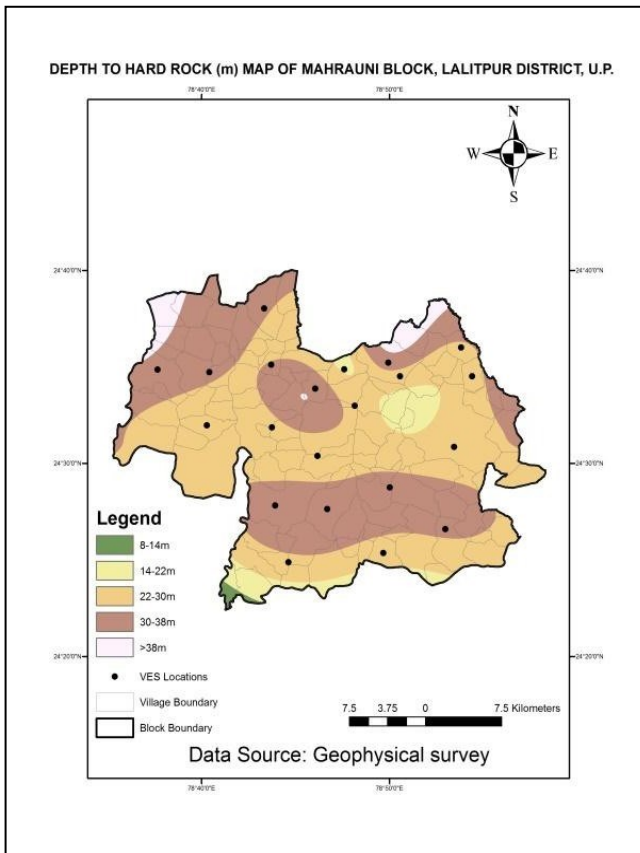 DEPTH TO HARD ROCK (m) MAP OF MAHRAUNI BLOCK, LALITPUR DISTRICT, U.P.
78°40'0"E 78°50'0"E
N
W E
S
24°40'0"N 24°40'0"N
24°30'0"N 24°30'0"N
Legend
8-14m
14-22m
22-30m
30-38m
>38m
24°20'0"N 24°20'0"N
VES Locations
Village Boundary
Block Boundary
7.5 3.75 0 7.5 Kilometers
Data Source: Geophysical survey
78°40'0"E 78°50'0"E